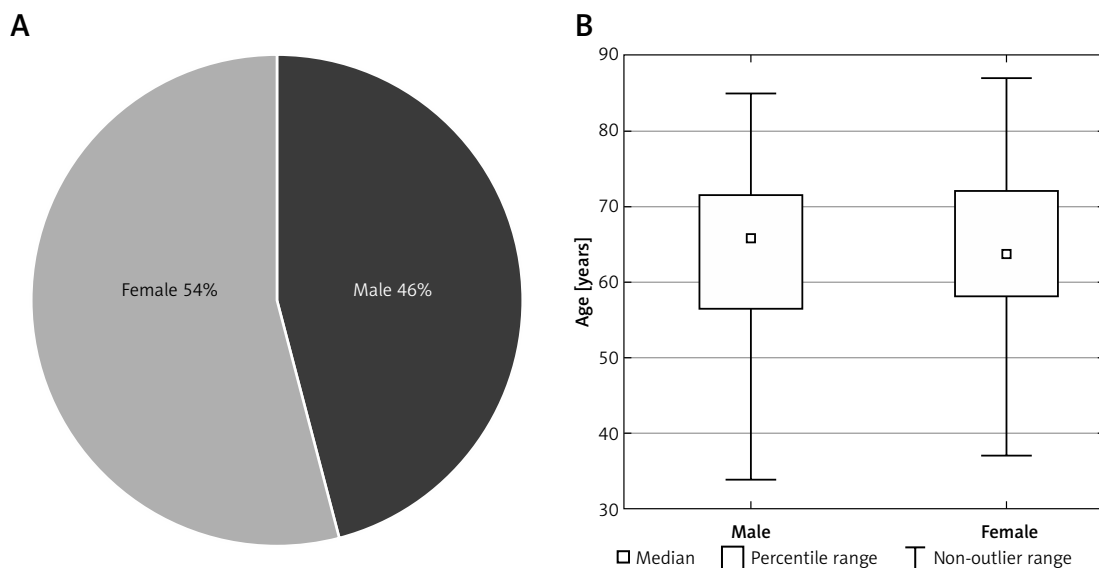 A
Female 54%
Male 46%
B
Age [years]
90
80
70
60
50
40
30
Male Female
Median Percentile range Non-outlier range